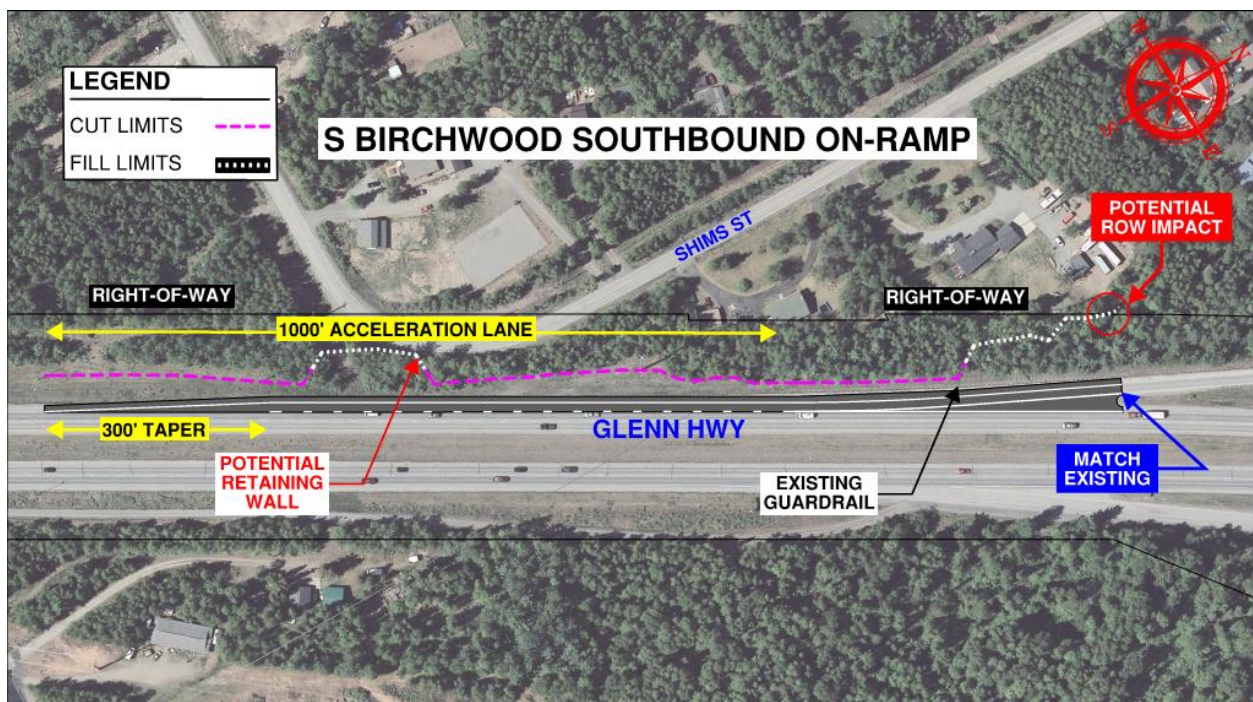 LEGEND
CUT LIMITS
FILL LIMITS
S BIRCHWOOD SOUTHBOUND ON-RAMP
N
N
S
E
SHIMS ST
POTENTIAL
ROW IMPACT
RIGHT-OF-WAY
RIGHT-OF-WAY
1000' ACCELERATION LANE
300' TAPER
GLENN HWY
POTENTIAL
RETAINING
WALL
EXISTING
GUARDRAIL
MATCH
EXISTING